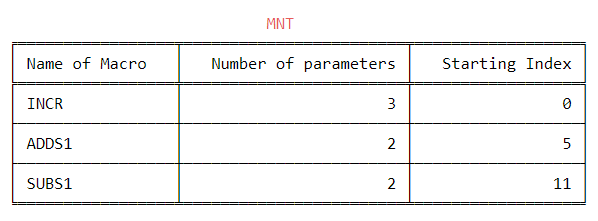 MNT
Name of Macro Number of parameters Starting Index
INCR 3 0
ADDS1 2 5
SUBS1 2 11